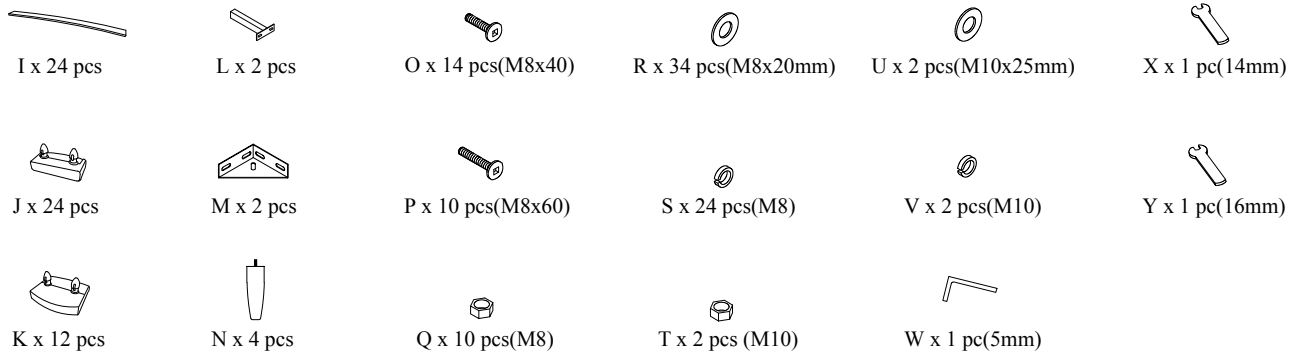 I x 24 pcs
L x 2 pcs
O x 14 pcs(M8x40)
R x 34 pcs(M8x20mm)
U x 2 pcs(M10x25mm)
X x 1 pc(14mm)
J x 24 pcs
M x 2 pcs
P x 10 pcs(M8x60)
S x 24 pcs(M8)
V x 2 pcs(M10)
Y x 1 pc(16mm)
K x 12 pcs
N x 4 pcs
Q x 10 pcs(M8)
T x 2 pcs (M10)
W x 1 pc(5mm)